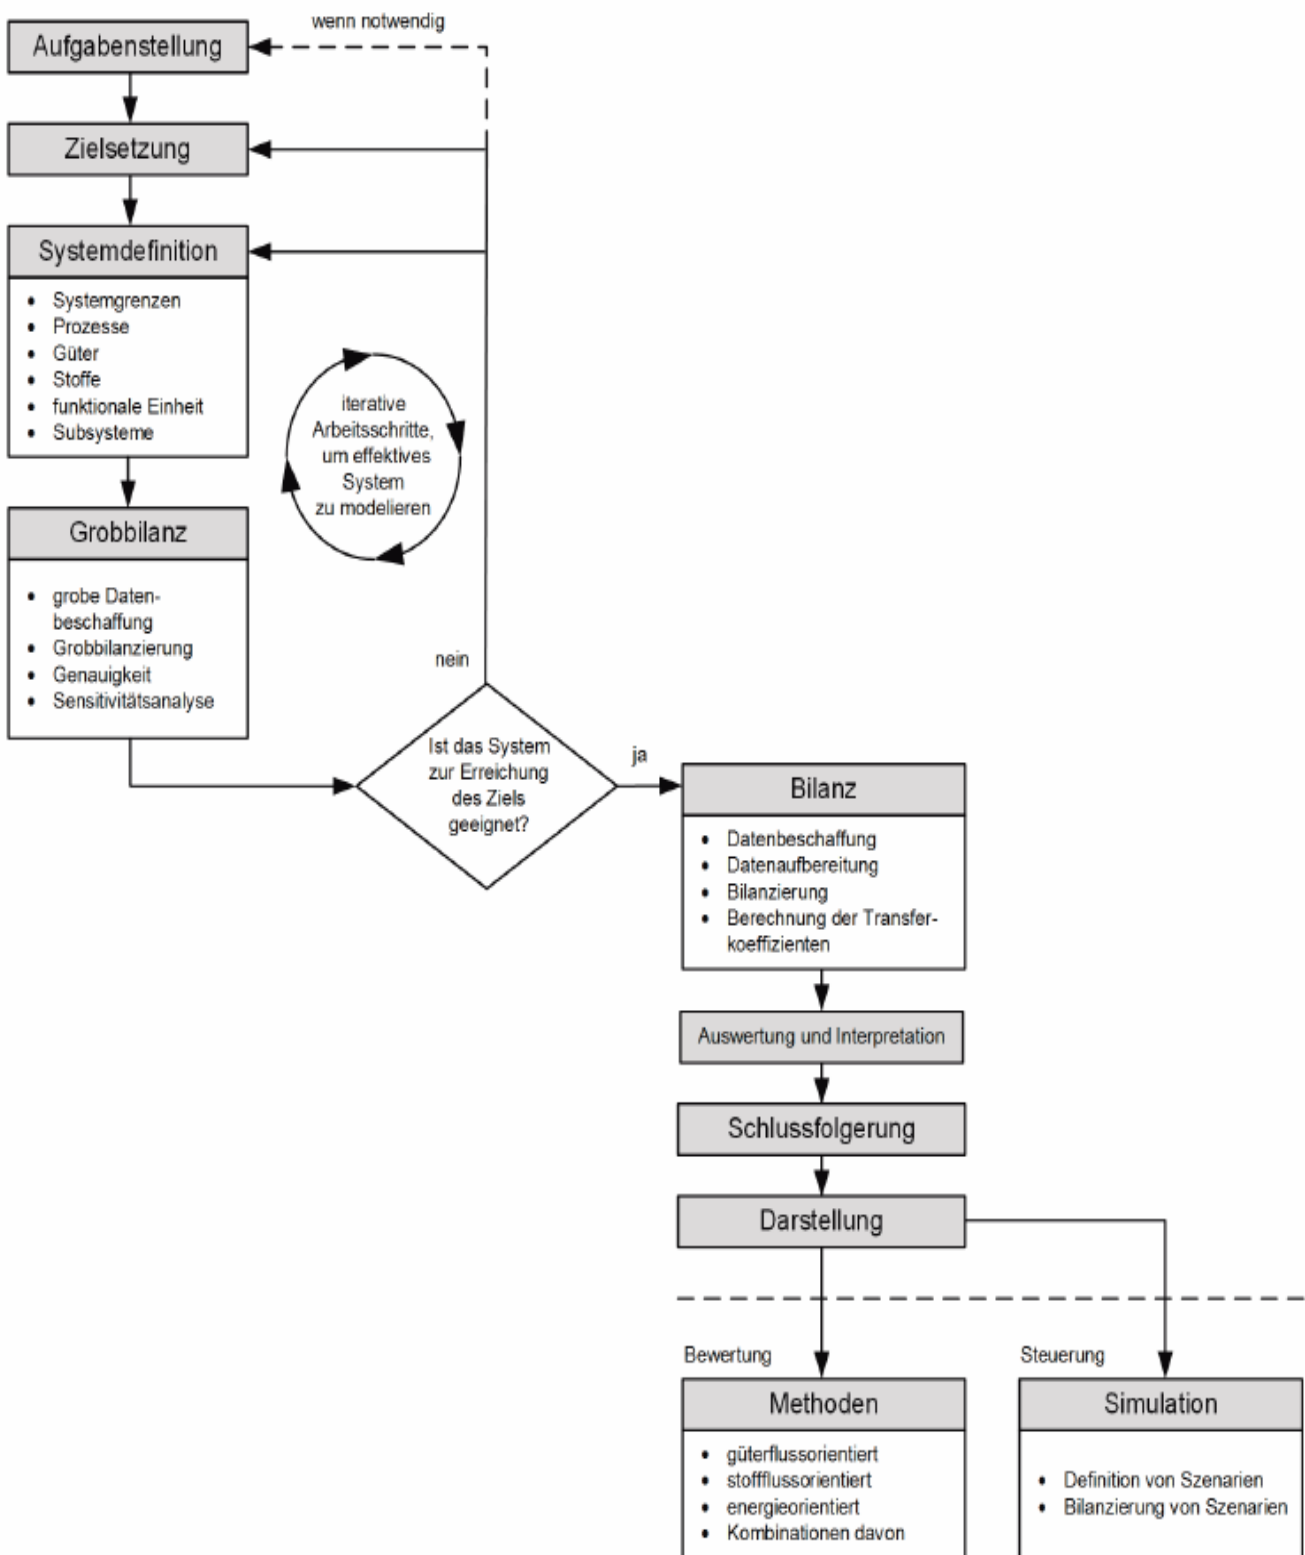 wenn notwendig
Aufgabenstellung
Zielsetzung
Systemdefinition
• Systemgrenzen
• Prozesse
• Güter
• Stoffe
• funktionale Einheit
• Subsysteme
iterative
Arbeitsschritte,
um effektives
System
zu modelieren
Grobbilanz
• grobe Daten-
beschaffung
• Grobbilanzierung
• Genauigkeit
• Sensitivitätsanalyse
nein
Ist das System
zur Erreichung
des Ziels
geeignet?
ja
Bilanz
• Datenbeschaffung
• Datenaufbereitung
• Bilanzierung
• Berechnung der Transfer-
koeffizienten
Auswertung und Interpretation
Schlussfolgerung
Darstellung
Bewertung
Methoden
• güterflussorientiert
• stoffflussorientiert
• energieorientiert
• Kombinationen davon
Steuerung
Simulation
• Definition von Szenarien
• Bilanzierung von Szenarien